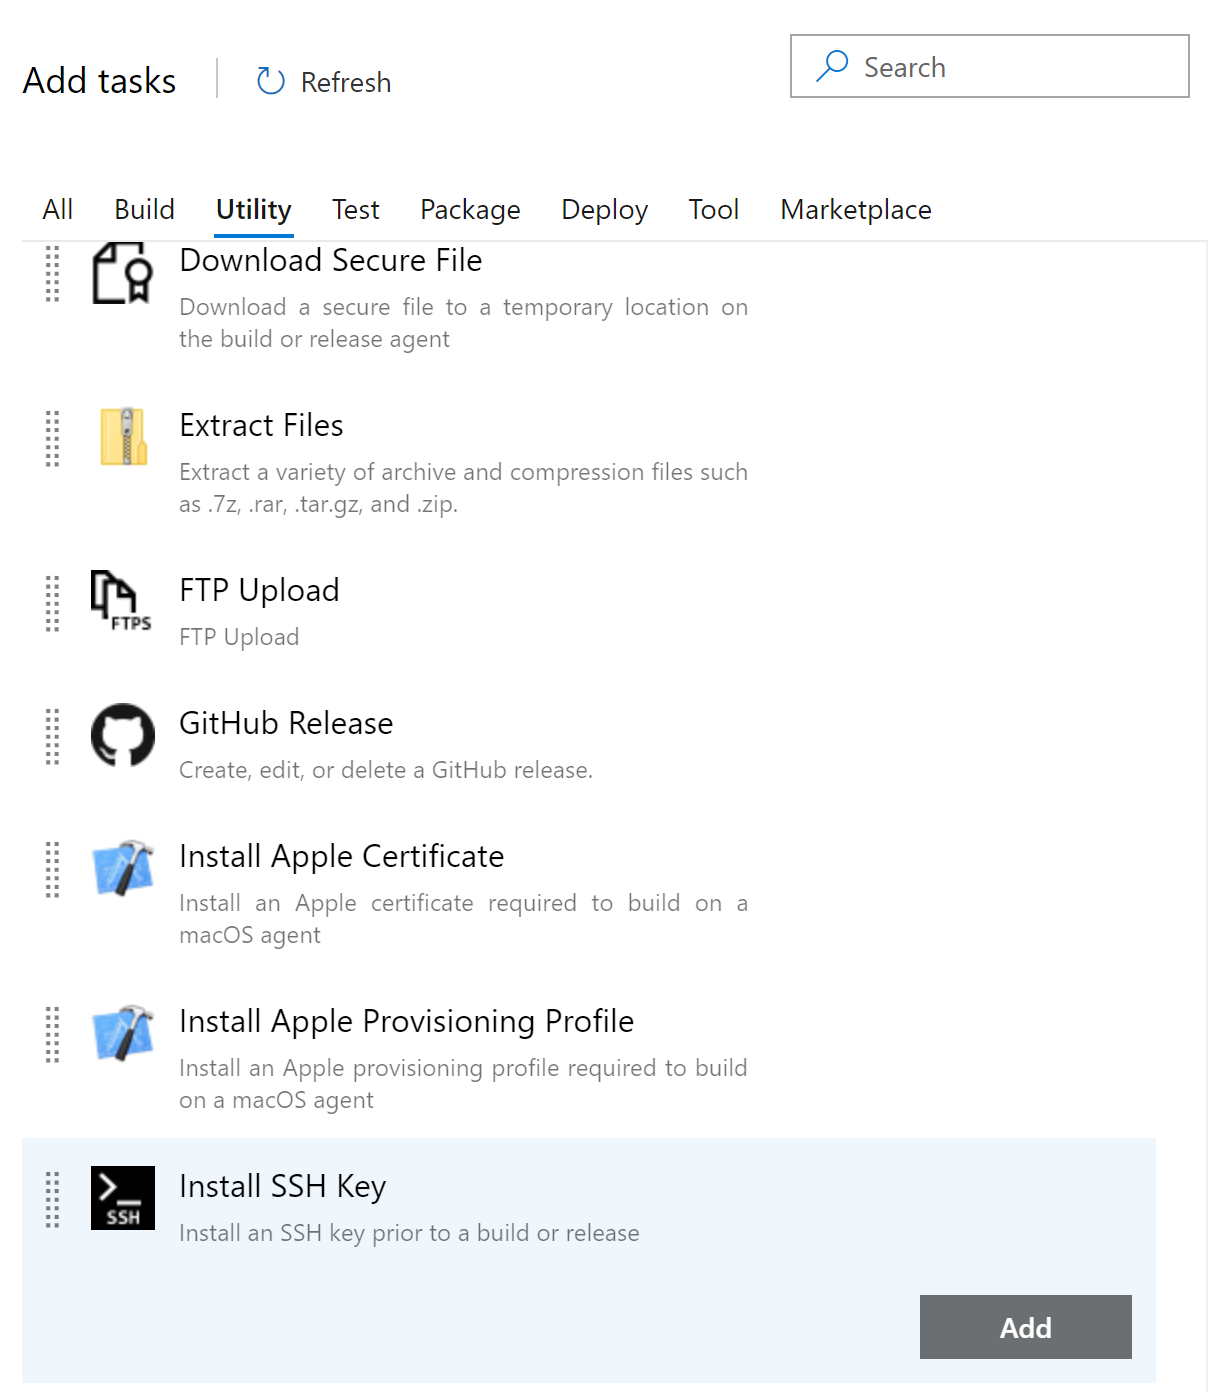 Add tasks
Refresh
Search
All Build Utility Test Package Deploy Tool Marketplace
Download Secure File
Download a secure file to a temporary location on
the build or release agent
Extract Files
Extract a variety of archive and compression files such
as .7z, .rar, .tar.gz, and .zip.
FTPS
FTP Upload
FTP Upload
GitHub Release
Create, edit, or delete a GitHub release.
Install Apple Certificate
Install an Apple certificate required to build on a
macOS agent
Install Apple Provisioning Profile
Install an Apple provisioning profile required to build
on a macOS agent
>_
SSH
Install SSH Key
Install an SSH key prior to a build or release
Add